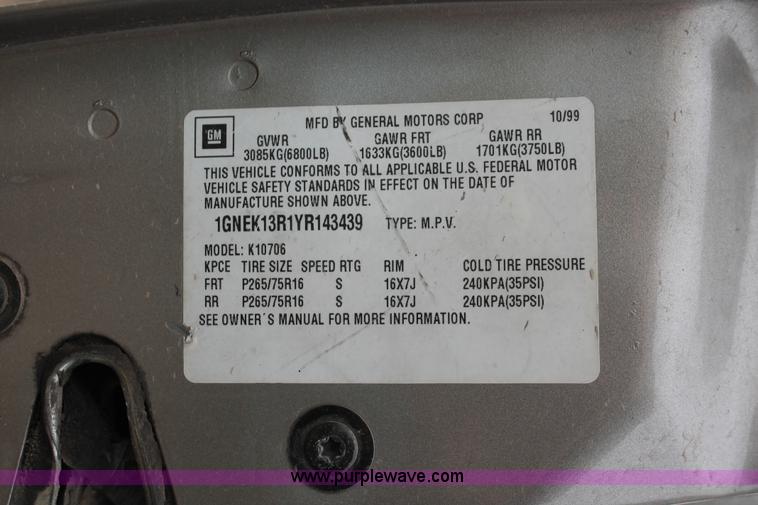 MFD BY GENERAL MOTORS CORP 10/99
GM
GVWR GAWR FRT GAWR RR
3085KG(6800LB) 1633KG(3600LB) 1701KG(3750LB)
THIS VEHICLE CONFORMS TO ALL APPLICABLE U.S. FEDERAL MOTOR
VEHICLE SAFETY STANDARDS IN EFFECT ON THE DATE OF
MANUFACTURE SHOWN ABOVE.
1GNEK13R1YR143439 TYPE: M.P.V.
MODEL: K10706
KPCE TIRE SIZE SPEED RTG RIM COLD TIRE PRESSURE
FRT P265/75R16 S 16X7J 240KPA(35PSI)
RR P265/75R16 S 16X7J 240KPA(35PSI)
SEE OWNER´S MANUAL FOR MORE INFORMATION.
www.purplewave.com